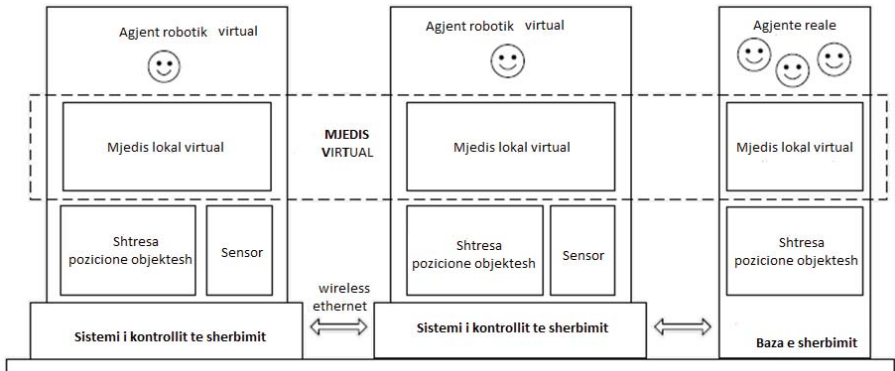 Agjent robotik virtual
Mjedis lokal virtual
Shtresa
pozicione objektesh
Sensor
Sistemi i kontrollit te sherbimit
MJEDIS
VIRTUAL
wireless
ethernet
Agjent robotik virtual
Mjedis lokal virtual
Shtresa
pozicione objektesh
Sensor
Sistemi i kontrollit te sherbimit
Agjente reale
Mjedis lokal virtual
Shtresa
pozicione objektesh
Baza e sherbimit